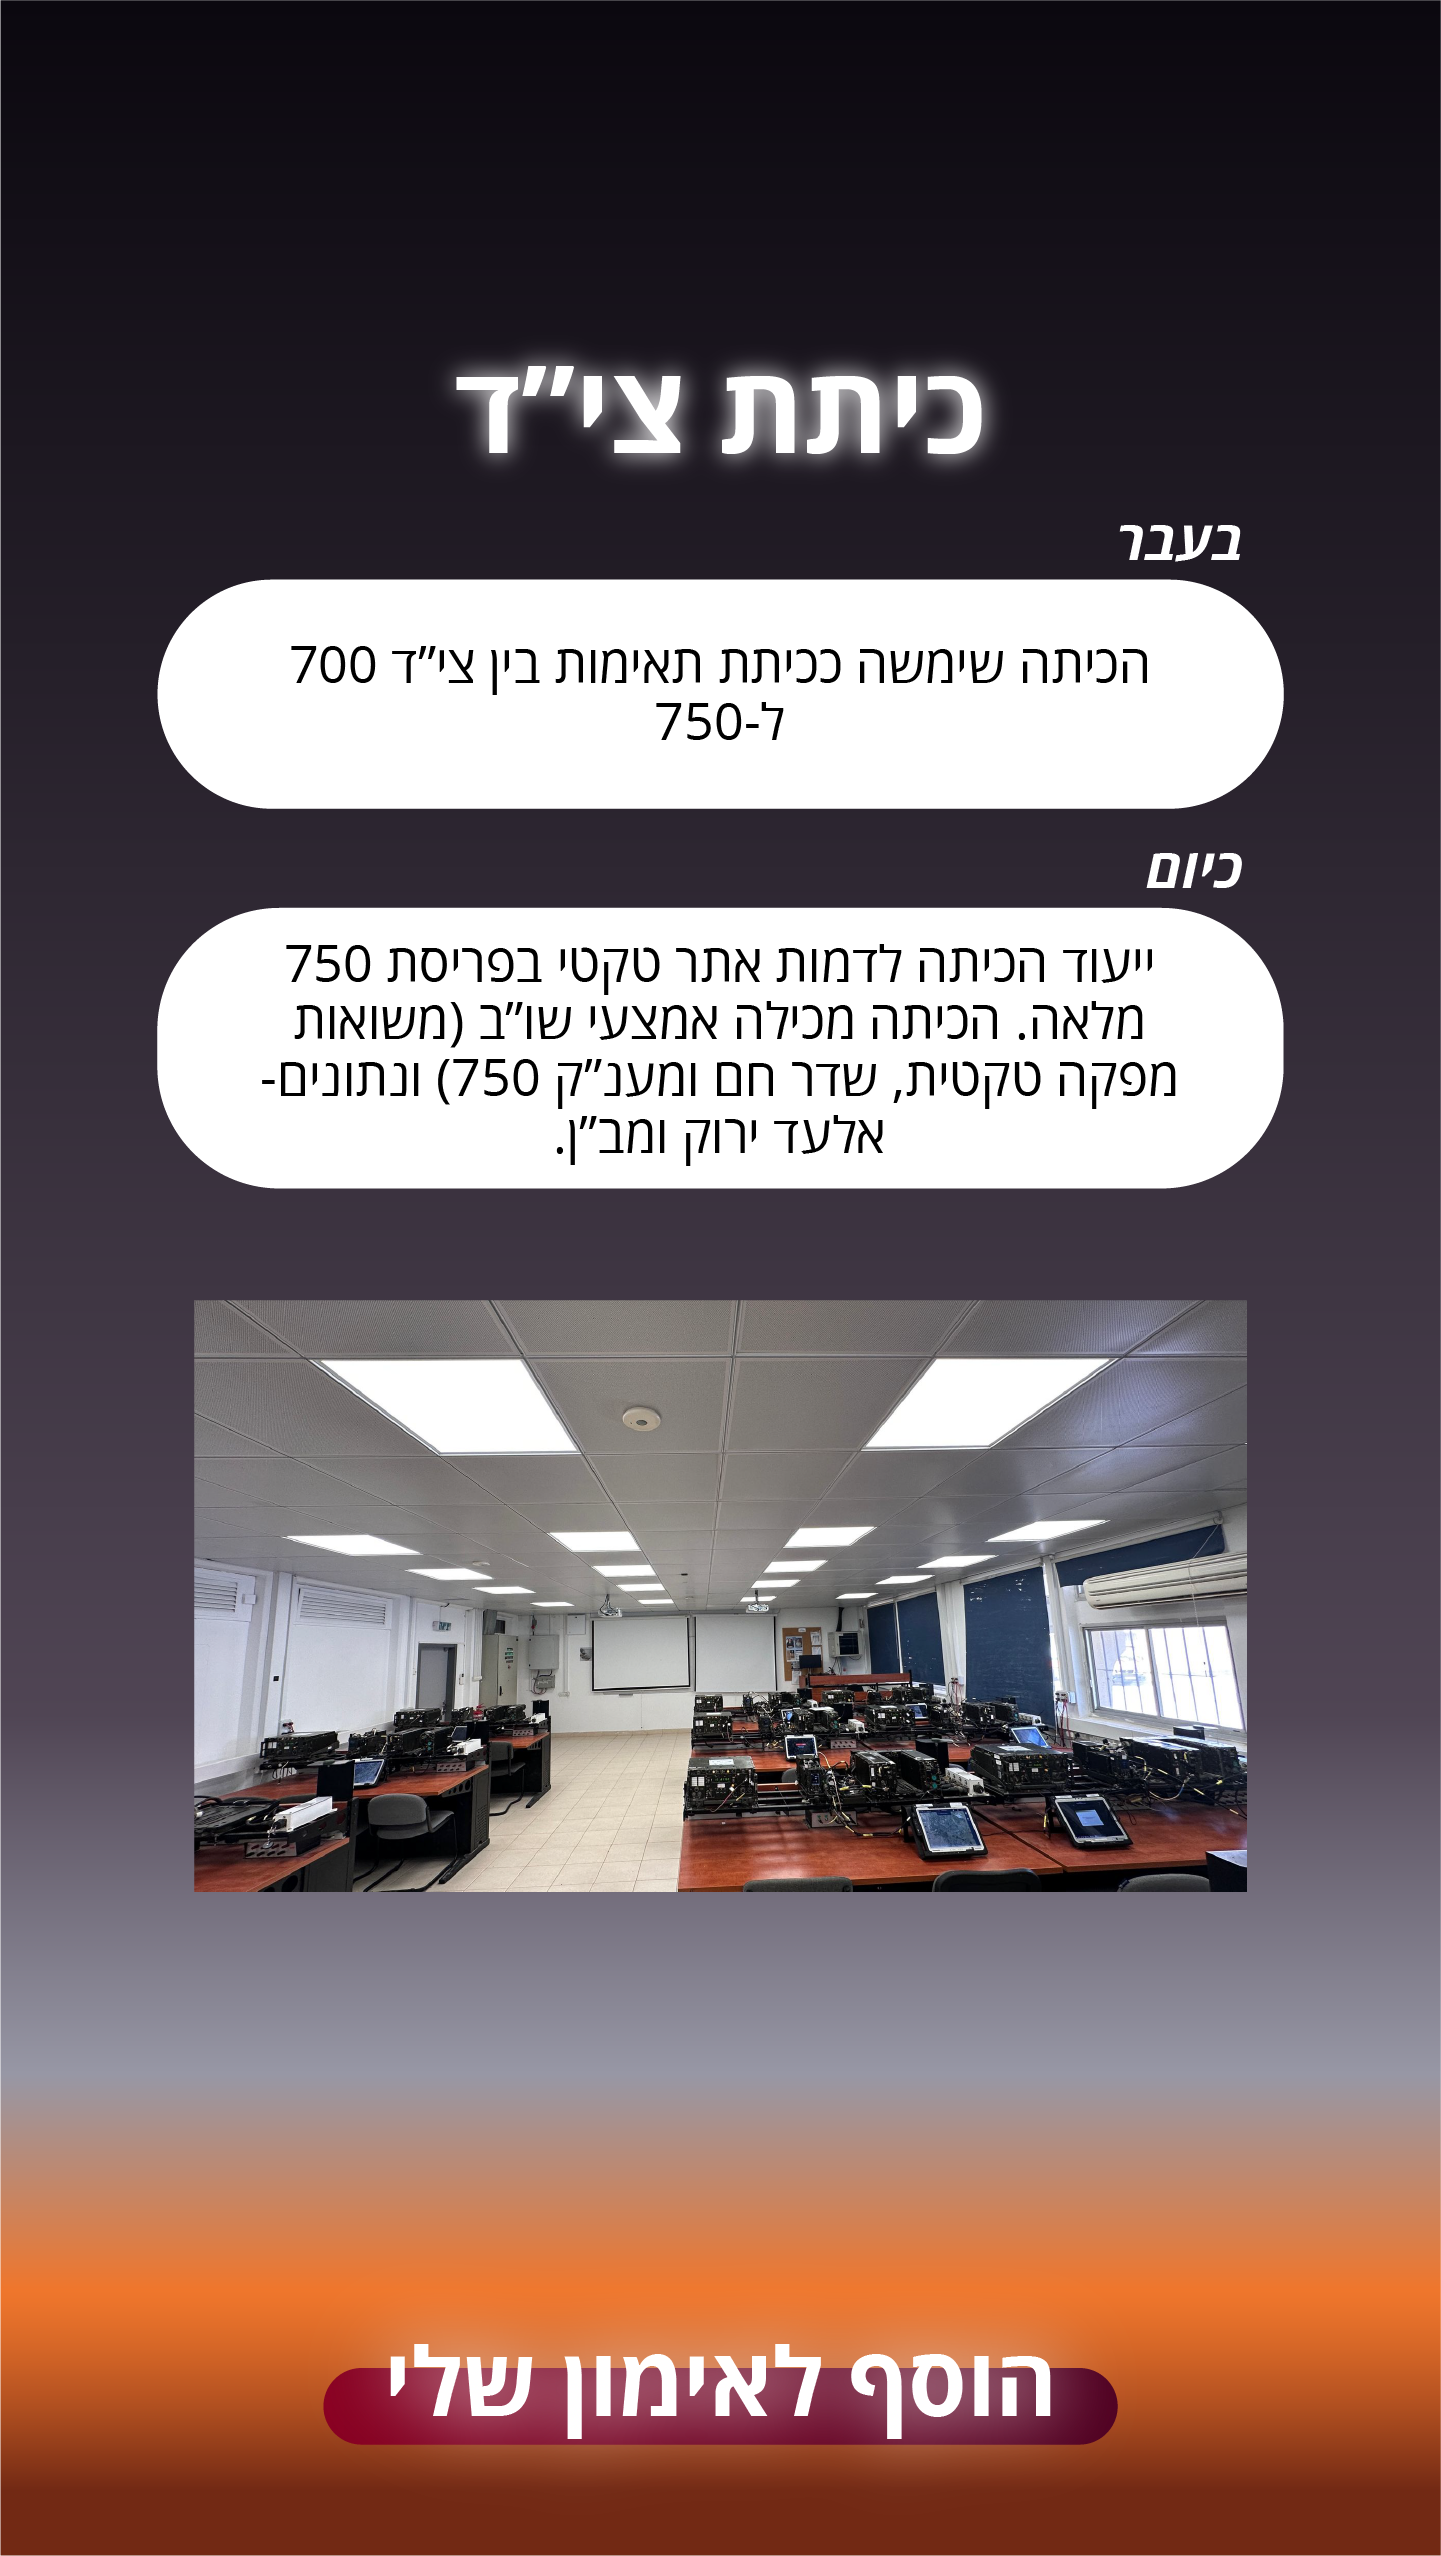 כיתת צי״ד
בעבר
הכיתה שימשה ככיתת תאימות בין צי״ד 700
ל-750
כיום
ייעוד הכיתה לדמות אתר טקטי בפריסת 750
מלאה. הכיתה מכילה אמצעי שו״ב (משואות
מפקה טקטית, שדר חם ומענ״ק 750) ונתונים-
אלעד ירוק ומב״ן.
הוסף לאימון שלי